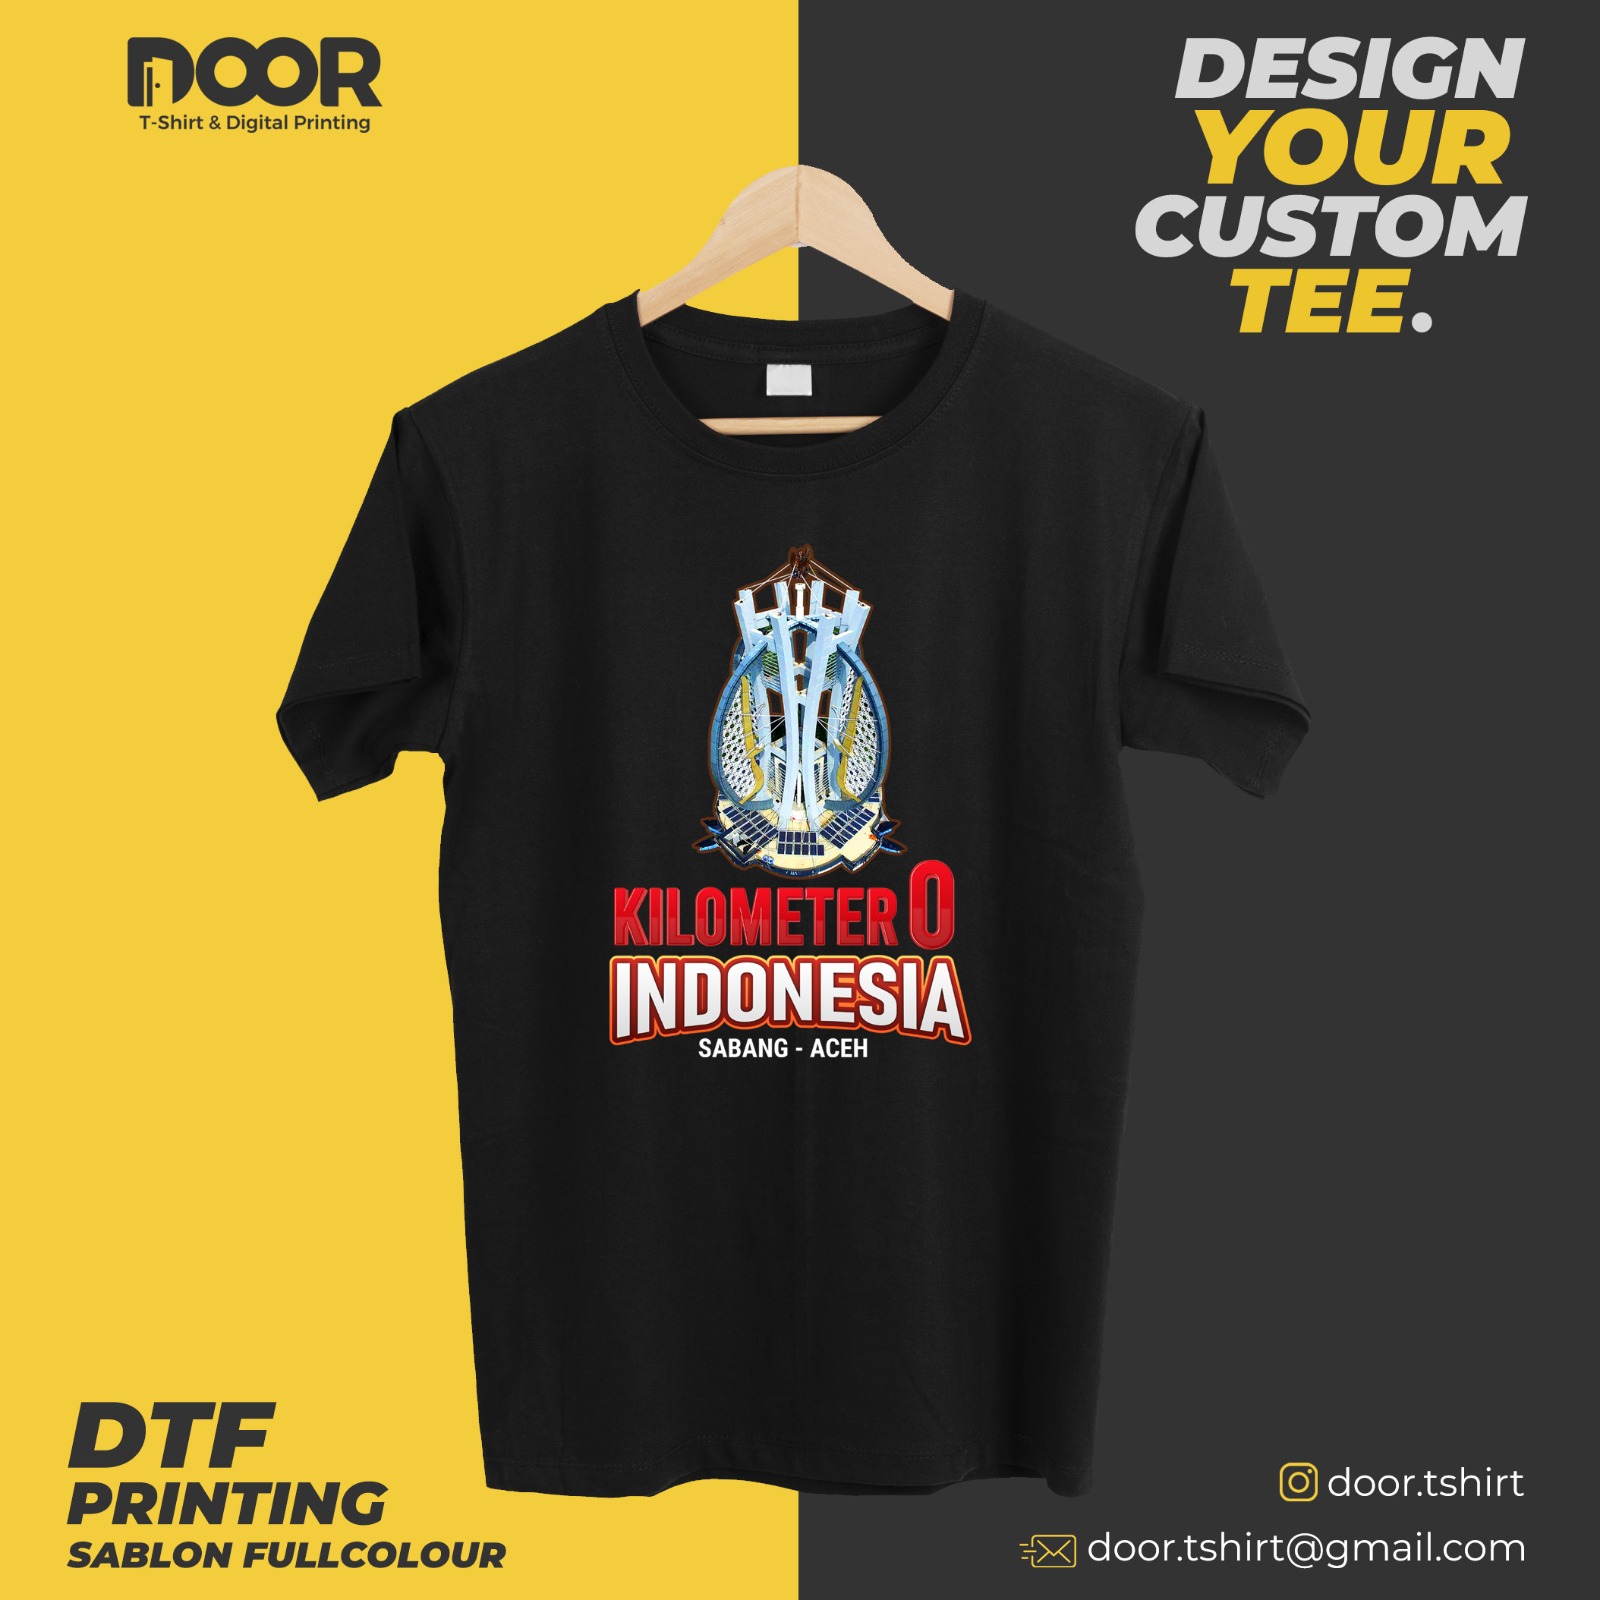 DOOR
T-Shirt & Digital Printing
DESIGN
YOUR
CUSTOM
TEE.
KILOMETER 0
INDONESIA
SABANG - ACEH
DTF
PRINTING
SABLON FULLCOLOUR
door.tshirt
door.tshirt@gmail.com